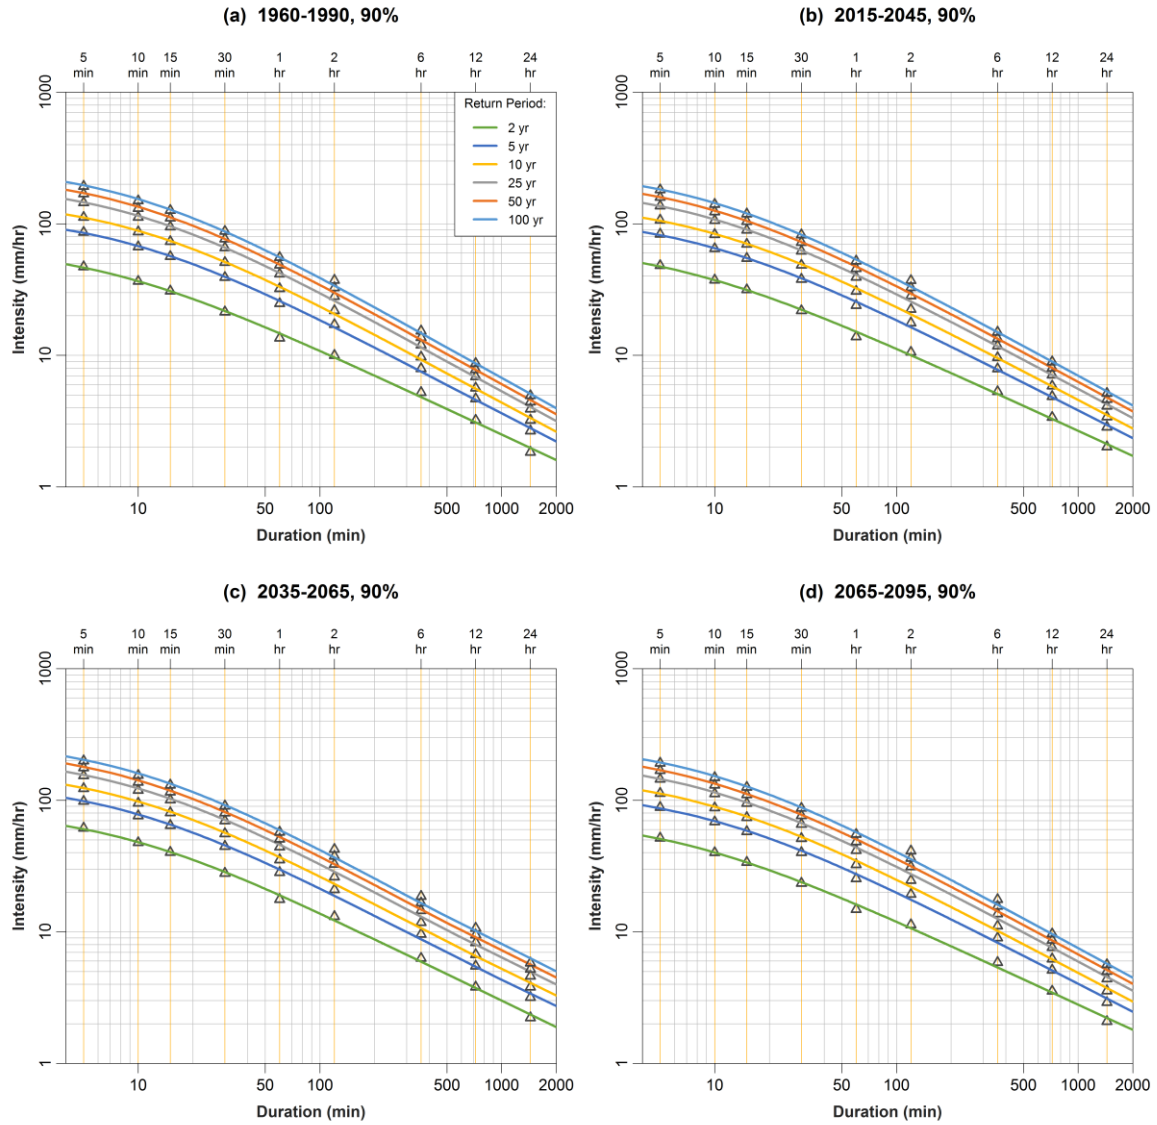 (a) 1960-1990, 90%
5 10 15 30 1 2 6 12 24
min min min min hr hr hr hr hr
1000
100
10
1
Intensity (mm/hr)
Return Period:
2 yr
5 yr
10 yr
25 yr
50 yr
100 yr
10 50 100 500 1000 2000
Duration (min)
(b) 2015-2045, 90%
5 10 15 30 1 2 6 12 24
min min min min hr hr hr hr hr
1000
100
10
1
Intensity (mm/hr)
10 50 100 500 1000 2000
Duration (min)
(c) 2035-2065, 90%
5 10 15 30 1 2 6 12 24
min min min min hr hr hr hr hr
1000
100
10
1
Intensity (mm/hr)
10 50 100 500 1000 2000
Duration (min)
(d) 2065-2095, 90%
5 10 15 30 1 2 6 12 24
min min min min hr hr hr hr hr
1000
100
10
1
Intensity (mm/hr)
10 50 100 500 1000 2000
Duration (min)